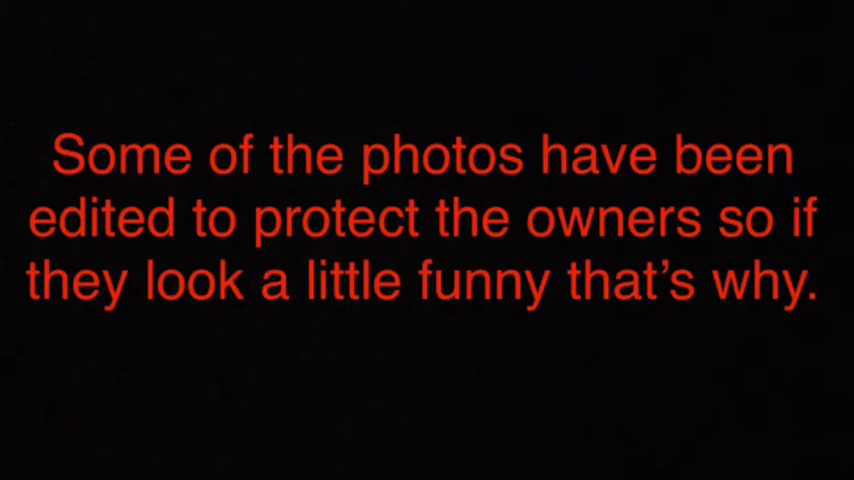 Some of the photos have been
edited to protect the owners so if
they look a little funny that’s why.